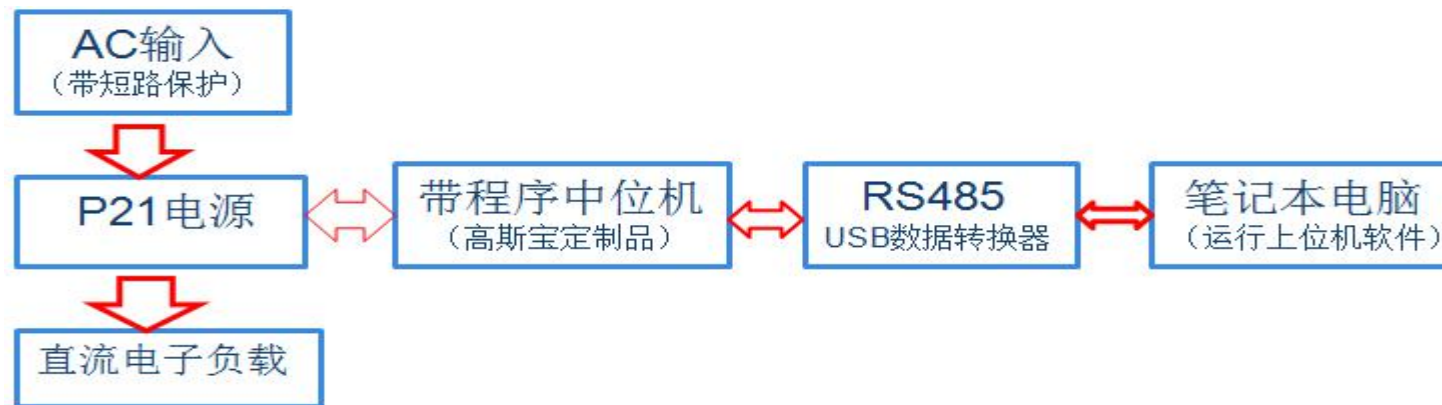 AC输入
（带短路保护）
P21电源
带程序中位机
（高斯宝定制品）
RS485
USB数据转换器
笔记本电脑
（运行上位机软件）
直流电子负载